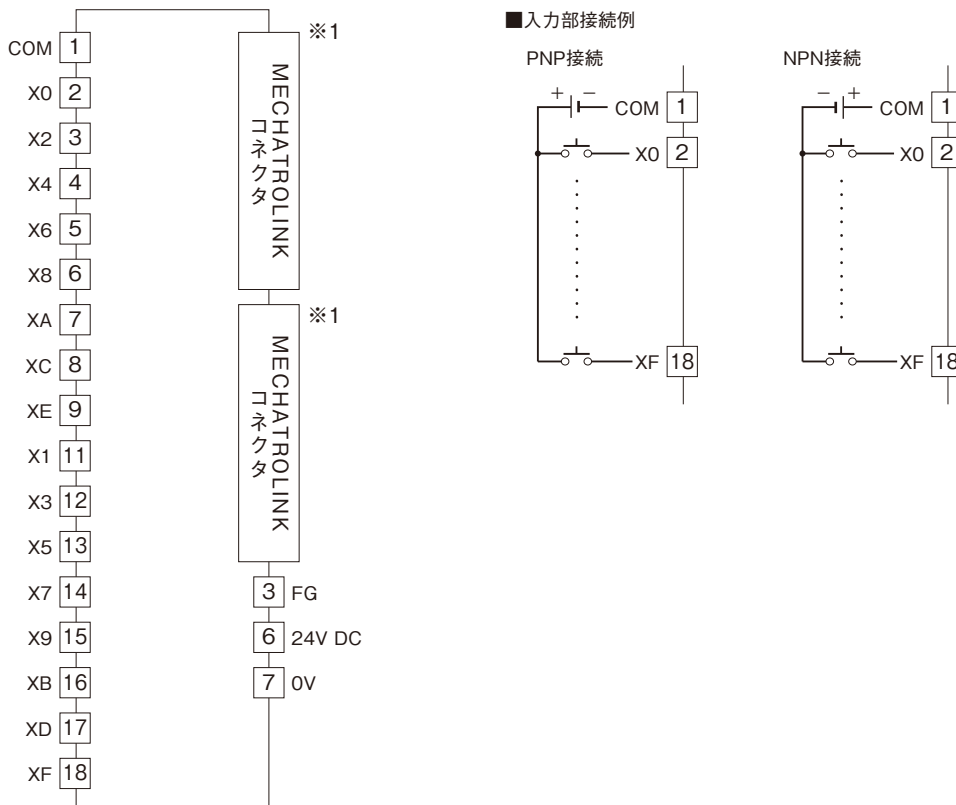 COM 1
X0 2
X2 3
X4 4
X6 5
X8 6
XA 7
XC 8
XE 9
X1 11
X3 12
X5 13
X7 14
X9 15
XB 16
XD 17
XF 18
※1
MECHATROLINK
コネクタ
※1
MECHATROLINK
コネクタ
3 FG
6 24V DC
7 0V
■入力部接続例
PNP接続
+ −
COM 1
X0 2
XF 18
NPN接続
− +
COM 1
X0 2
XF 18